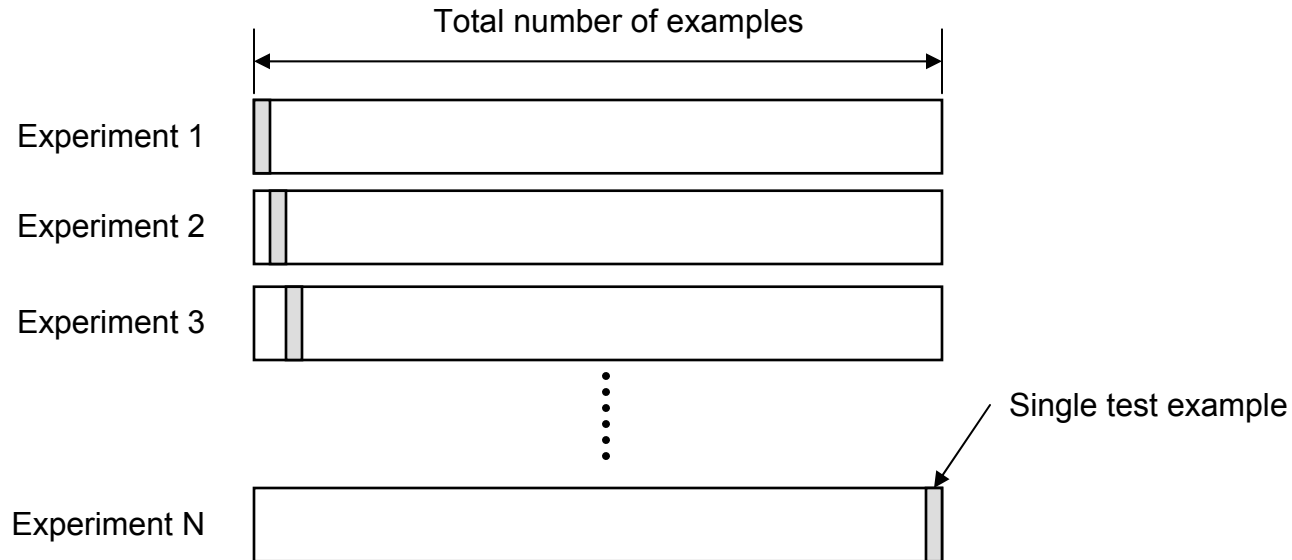 Total number of examples
Experiment 1
Experiment 2
Experiment 3
Single test example
Experiment N